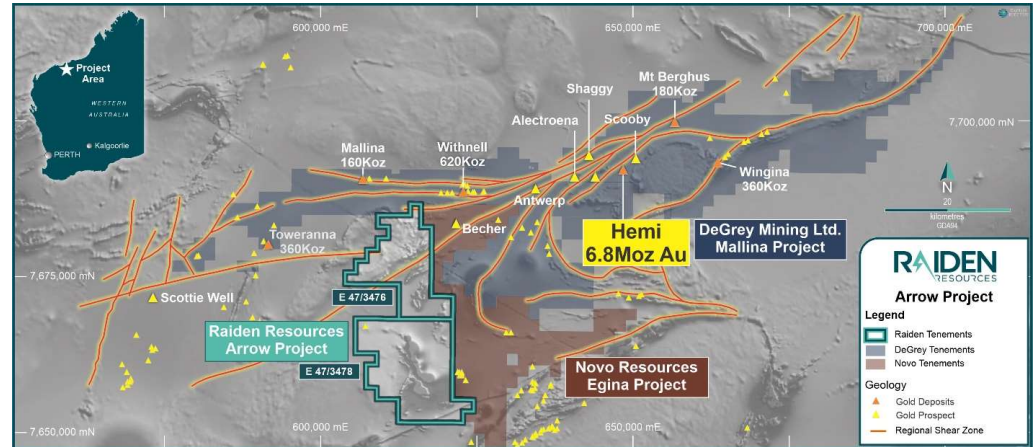 600,000 mE
650,000 mE
700,000 mE
Project
Area
WESTERN
AUSTRALIA
PERTH
Kalgoorlie
7,700,000 mN
Mt Berghus
180Koz
Shaggy
Alectroena
Scooby
Mallina
160Koz
Withnell
620Koz
Wingina
360Koz
Antwerp
Becher
Toweranna
360Koz
Hemi
6.8Moz Au
DeGrey Mining Ltd.
Mallina Project
N
20
kilometres
GDA94
7,675,000 mN
Scottie Well
E 47/3476
Raiden Resources
Arrow Project
E 47/3478
Novo Resources
Egina Project
7,650,000 mN
600,000 mE
650,000 mE
RAIDEN
RESOURCES
Arrow Project
Legend
Raiden Tenements
DeGrey Tenements
Novo Tenements
Geology
Gold Deposits
Gold Prospect
Regional Shear Zone